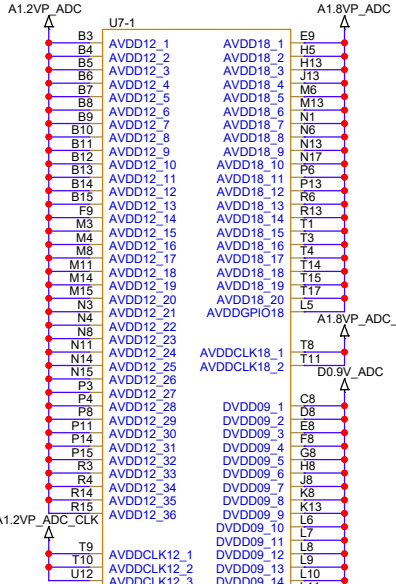 A1.2VP_ADC A1.8VP_ADC
U7-1
B3 AVDD12_1 AVDD18_1 E9
B4 AVDD12_2 AVDD18_2 H5
B5 AVDD12_3 AVDD18_3 H13
B6 AVDD12_4 AVDD18_4 J13
B7 AVDD12_5 AVDD18_5 M6
B8 AVDD12_6 AVDD18_6 M13
B9 AVDD12_7 AVDD18_7 N1
B10 AVDD12_8 AVDD18_8 N6
B11 AVDD12_9 AVDD18_9 N13
B12 AVDD12_10 AVDD18_10 N17
B13 AVDD12_11 AVDD18_11 P6
B14 AVDD12_12 AVDD18_12 P13
B15 AVDD12_13 AVDD18_13 R6
F9 AVDD12_14 AVDD18_14 R13
M3 AVDD12_15 AVDD18_15 T1
M4 AVDD12_16 AVDD18_16 T3
M8 AVDD12_17 AVDD18_17 T4
M11 AVDD12_18 AVDD18_18 T14
M14 AVDD12_19 AVDD18_19 T15
M15 AVDD12_20 AVDD18_20 T17
N3 AVDD12_21 AVDDGPIO18 L5
N4 AVDD12_22 A1.8VP_ADC_
N8 AVDD12_23
N11 AVDD12_24 AVDDCLK18_1 T8
N14 AVDD12_25 AVDDCLK18_2 T11
N15 AVDD12_26 D0.9V_ADC
P3 AVDD12_27
P4 AVDD12_28 DVDD09_1 C8
P8 AVDD12_29 DVDD09_2 D8
P11 AVDD12_30 DVDD09_3 E8
P14 AVDD12_31 DVDD09_4 F8
P15 AVDD12_32 DVDD09_5 G8
R3 AVDD12_33 DVDD09_6 H8
R4 AVDD12_34 DVDD09_7 J8
R14 AVDD12_35 DVDD09_8 K8
R15 AVDD12_36 DVDD09_9 K13
A1.2VP_ADC_CLK DVDD09_10 L6
DVDD09_11 L7
T9 AVDDCLK12_1 DVDD09_12 L8
T10 AVDDCLK12_2 DVDD09_13 L9
U12 AVDDCLK12_3 DVDD09_14 L10